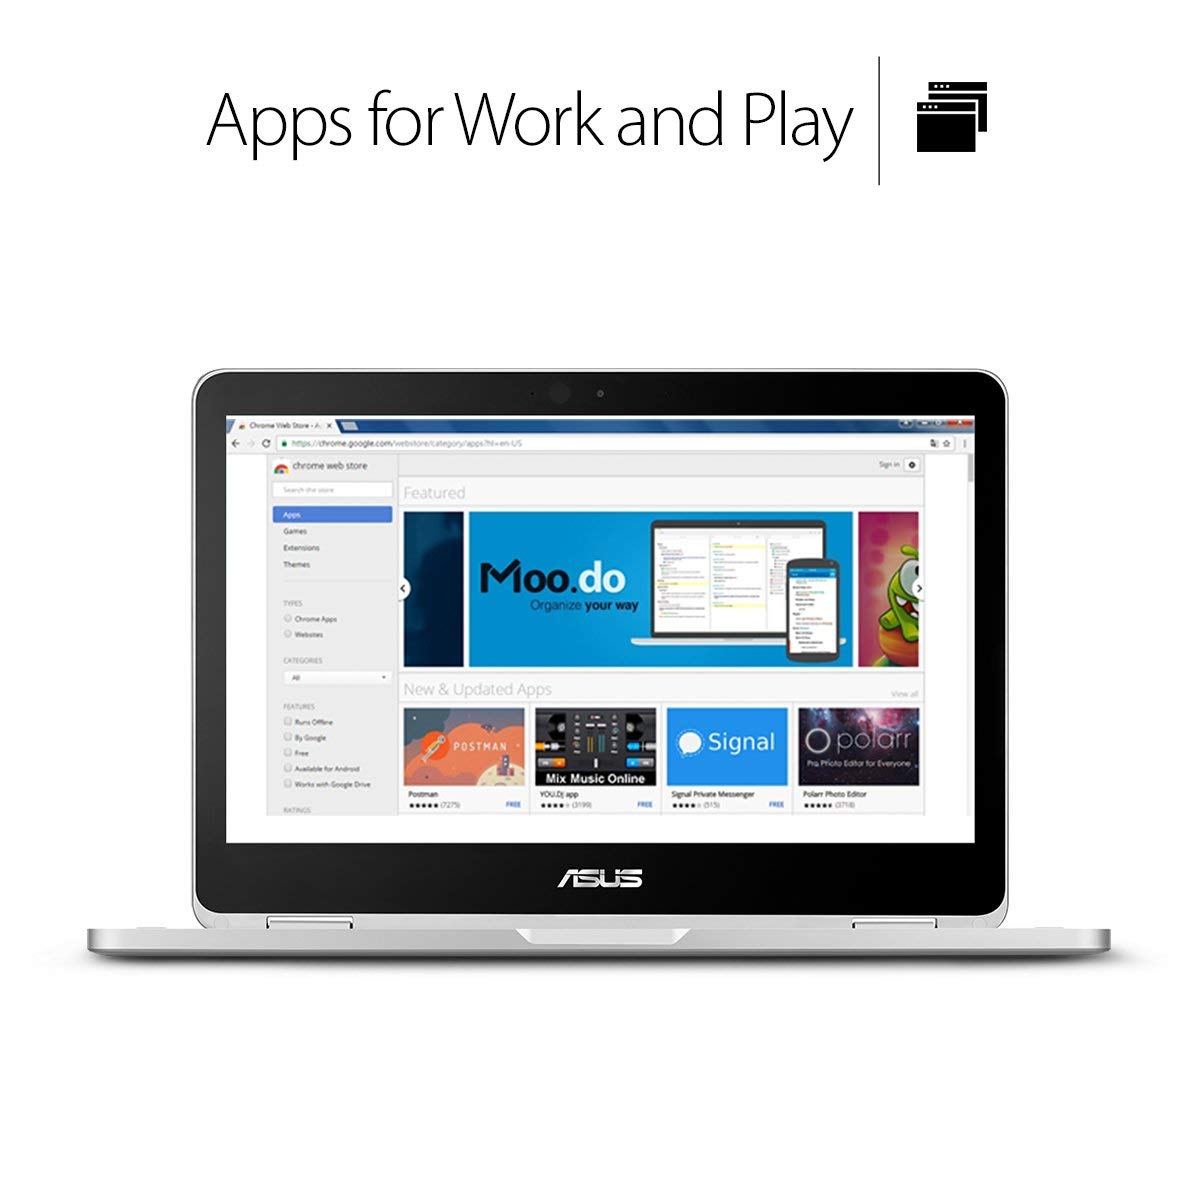 Apps for Work and Play
Chrome Web Store - A
https://chrome.google.com/webstore/category/apps?hl=en-US
chrome web store
Sign in
Search the store
Featured
Apps
Games
Extensions
Themes
Moo.do
Organize your way
TYPES
Chrome Apps
Websites
CATEGORIES
All
New & Updated Apps
View all
FEATURES
Runs Offline
By Google
Free
Available for Android
Works with Google Drive
RATINGS
POSTMAN
Mix Music Online
Signal
polarr
Pro Photo Editor for Everyone
Postman
(7275) FREE
YOU.DJ app
(3199) FREE
Signal Private Messenger
(515) FREE
Polarr Photo Editor
(3718)
ASUS